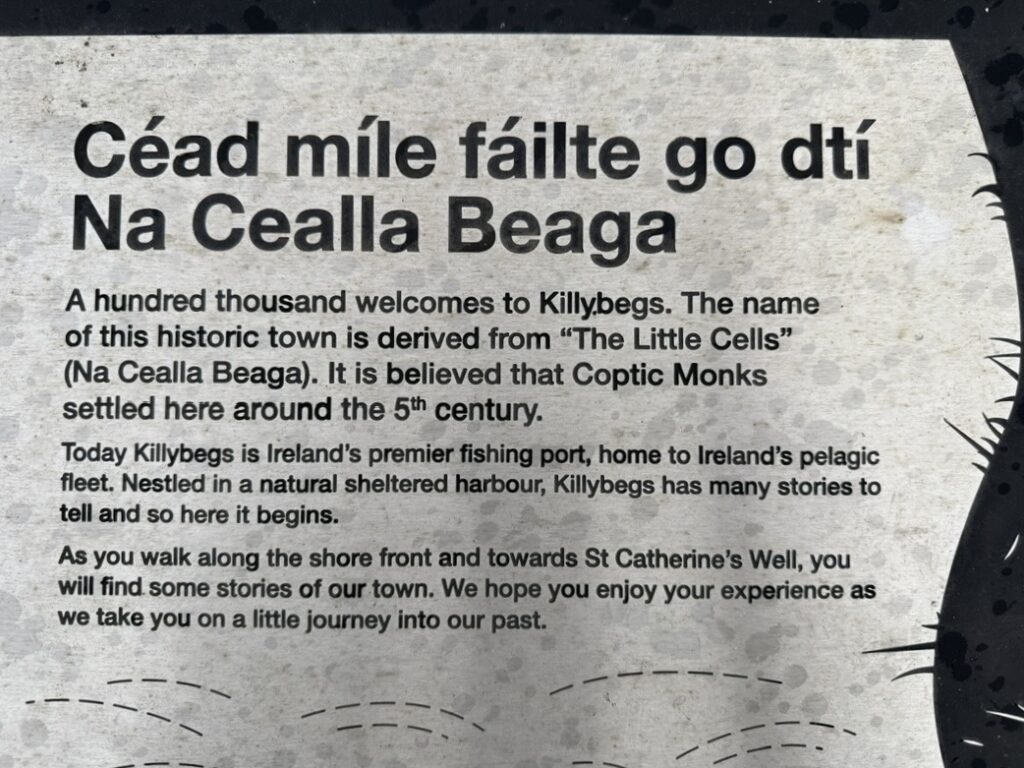 Céad míle fáilte go dtí
Na Cealla Beaga
A hundred thousand welcomes to Killybegs. The name
of this historic town is derived from “The Little Cells”
(Na Cealla Beaga). It is believed that Coptic Monks
settled here around the 5th century.
Today Killybegs is Ireland’s premier fishing port, home to Ireland’s pelagic
fleet. Nestled in a natural sheltered harbour, Killybegs has many stories to
tell and so here it begins.
As you walk along the shore front and towards St Catherine’s Well, you
will find some stories of our town. We hope you enjoy your experience as
we take you on a little journey into our past.